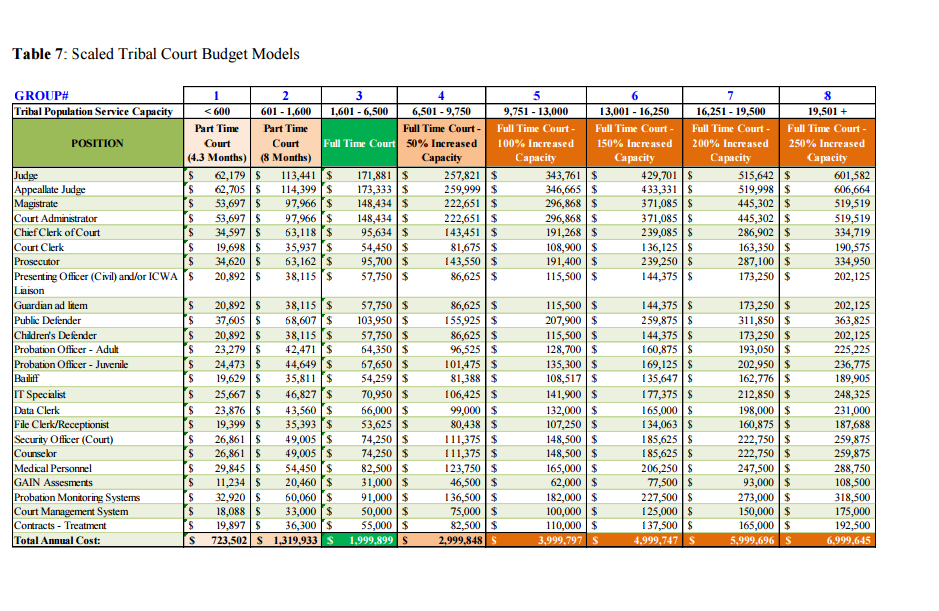 Table 7: Scaled Tribal Court Budget Models
GROUP# 1 2 3 4 5 6 7 8
Tribal Population Service Capacity < 600 601 - 1,600 1,601 - 6,500 6,501 - 9,750 9,751 - 13,000 13,001 - 16,250 16,251 - 19,500 19,501 +
POSITION Part Time Court (4.3 Months) Part Time Court (8 Months) Full Time Court Full Time Court - 50% Increased Capacity Full Time Court - 100% Increased Capacity Full Time Court - 150% Increased Capacity Full Time Court - 200% Increased Capacity Full Time Court - 250% Increased Capacity
Judge $ 62,179 $ 113,441 $ 171,881 $ 257,821 $ 343,761 $ 429,701 $ 515,642 $ 601,582
Appeallate Judge $ 62,705 $ 114,399 $ 173,333 $ 259,999 $ 346,665 $ 433,331 $ 519,998 $ 606,664
Magistrate $ 53,697 $ 97,966 $ 148,434 $ 222,651 $ 296,868 $ 371,085 $ 445,302 $ 519,519
Court Administrator $ 53,697 $ 97,966 $ 148,434 $ 222,651 $ 296,868 $ 371,085 $ 445,302 $ 519,519
Chief Clerk of Court $ 34,597 $ 63,118 $ 95,634 $ 143,451 $ 191,268 $ 239,085 $ 286,902 $ 334,719
Court Clerk $ 19,698 $ 35,937 $ 54,450 $ 81,675 $ 108,900 $ 136,125 $ 163,350 $ 190,575
Prosecutor $ 34,620 $ 63,162 $ 95,700 $ 143,550 $ 191,400 $ 239,250 $ 287,100 $ 334,950
Presenting Officer (Civil) and/or ICWA $ 20,892 $ 38,115 $ 57,750 $ 86,625 $ 115,500 $ 144,375 $ 173,250 $ 202,125
Liaison
Guardian ad litem $ 20,892 $ 38,115 $ 57,750 $ 86,625 $ 115,500 $ 144,375 $ 173,250 $ 202,125
Public Defender $ 37,605 $ 68,607 $ 103,950 $ 155,925 $ 207,900 $ 259,875 $ 311,850 $ 363,825
Children's Defender $ 20,892 $ 38,115 $ 57,750 $ 86,625 $ 115,500 $ 144,375 $ 173,250 $ 202,125
Probation Officer - Adult $ 23,279 $ 42,471 $ 64,350 $ 96,525 $ 128,700 $ 160,875 $ 193,050 $ 225,225
Probation Officer - Juvenile $ 24,473 $ 44,649 $ 67,650 $ 101,475 $ 135,300 $ 169,125 $ 202,950 $ 236,775
Bailiff $ 19,629 $ 35,811 $ 54,259 $ 81,388 $ 108,517 $ 135,647 $ 162,776 $ 189,905
IT Specialist $ 25,667 $ 46,827 $ 70,950 $ 106,425 $ 141,900 $ 177,375 $ 212,850 $ 248,325
Data Clerk $ 23,876 $ 43,560 $ 66,000 $ 99,000 $ 132,000 $ 165,000 $ 198,000 $ 231,000
File Clerk/Receptionist $ 19,399 $ 35,393 $ 53,625 $ 80,438 $ 107,250 $ 134,063 $ 160,875 $ 187,688
Security Officer (Court) $ 26,861 $ 49,005 $ 74,250 $ 111,375 $ 148,500 $ 185,625 $ 222,750 $ 259,875
Counselor $ 26,861 $ 49,005 $ 74,250 $ 111,375 $ 148,500 $ 185,625 $ 222,750 $ 259,875
Medical Personnel $ 29,845 $ 54,450 $ 82,500 $ 123,750 $ 165,000 $ 206,250 $ 247,500 $ 288,750
GAIN Assesments $ 11,234 $ 20,460 $ 31,000 $ 46,500 $ 62,000 $ 77,500 $ 93,000 $ 108,500
Probation Monitoring Systems $ 32,920 $ 60,060 $ 91,000 $ 136,500 $ 182,000 $ 227,500 $ 273,000 $ 318,500
Court Management System $ 18,088 $ 33,000 $ 50,000 $ 75,000 $ 100,000 $ 125,000 $ 150,000 $ 175,000
Contracts - Treatment $ 19,897 $ 36,300 $ 55,000 $ 82,500 $ 110,000 $ 137,500 $ 165,000 $ 192,500
Total Annual Cost: $ 723,502 $ 1,319,933 $ 1,999,899 $ 2,999,848 $ 3,999,797 $ 4,999,747 $ 5,999,696 $ 6,999,645